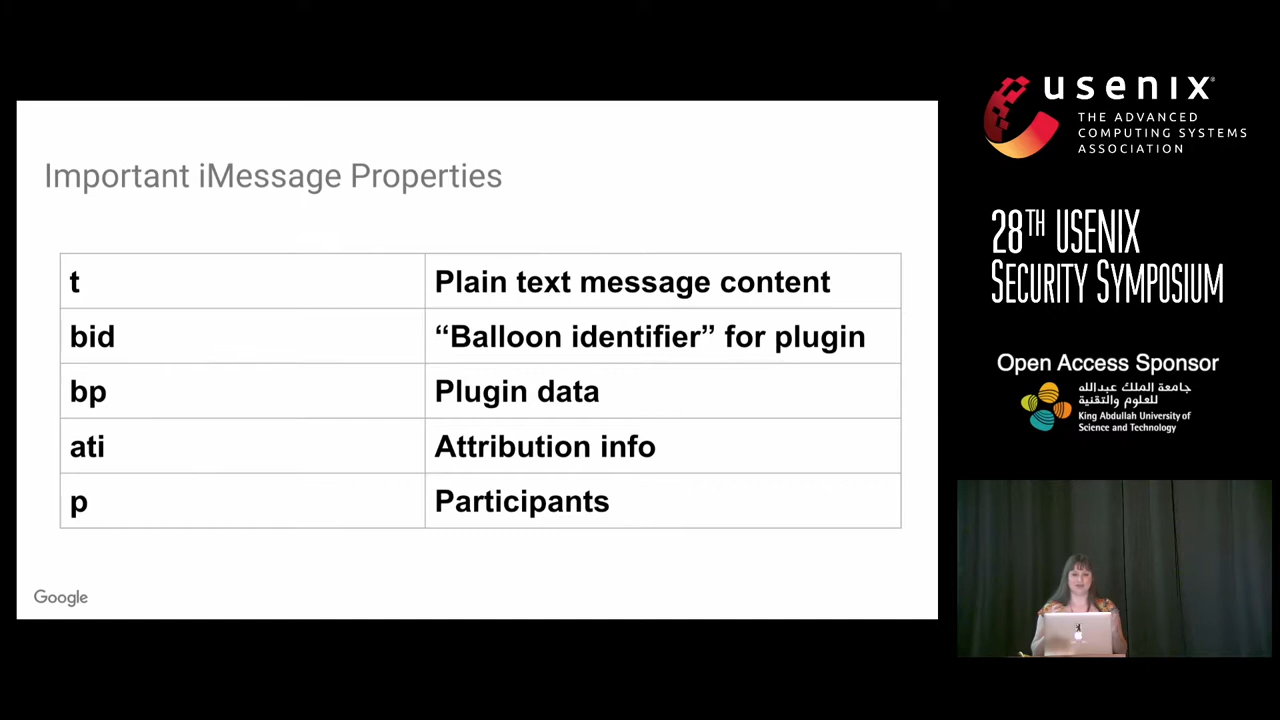 Important iMessage Properties
t
Plain text message content
bid
“Balloon identifier” for plugin
bp
Plugin data
ati
Attribution info
p
Participants
Google
usenix
THE ADVANCED
COMPUTING SYSTEMS
ASSOCIATION
28TH USENIX
SECURITY SYMPOSIUM
Open Access Sponsor
جامعة الملك عبدالله
للعلوم والتقنية
King Abdullah University of
Science and Technology